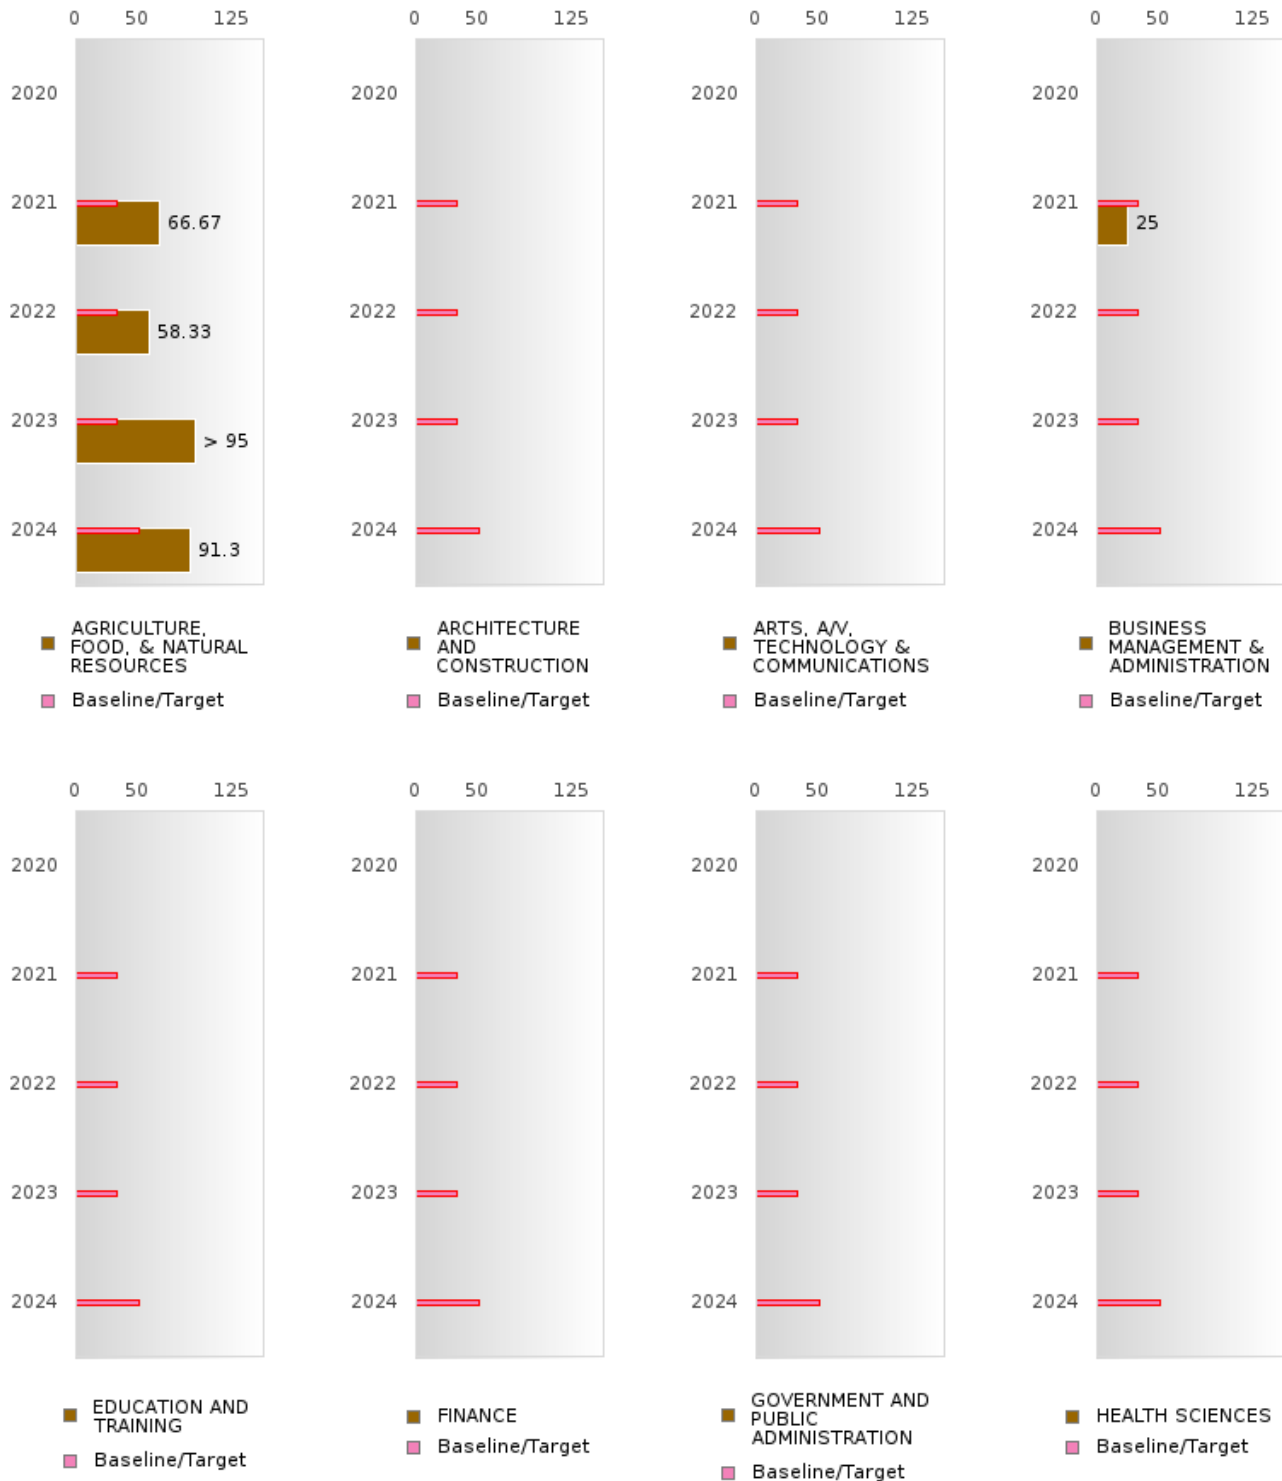 0 50 125
2020
2021
66.67
2022
58.33
2023
> 95
2024
91.3
AGRICULTURE,
FOOD, & NATURAL
RESOURCES
Baseline/Target
0 50 125
2020
2021
2022
2023
2024
ARCHITECTURE
AND
CONSTRUCTION
Baseline/Target
0 50 125
2020
2021
2022
2023
2024
ARTS, A/V,
TECHNOLOGY &
COMMUNICATIONS
Baseline/Target
0 50 125
2020
2021
25
2022
2023
2024
BUSINESS
MANAGEMENT &
ADMINISTRATION
Baseline/Target
0 50 125
2020
2021
2022
2023
2024
EDUCATION AND
TRAINING
Baseline/Target
0 50 125
2020
2021
2022
2023
2024
FINANCE
Baseline/Target
0 50 125
2020
2021
2022
2023
2024
GOVERNMENT AND
PUBLIC
ADMINISTRATION
Baseline/Target
0 50 125
2020
2021
2022
2023
2024
HEALTH SCIENCES
Baseline/Target